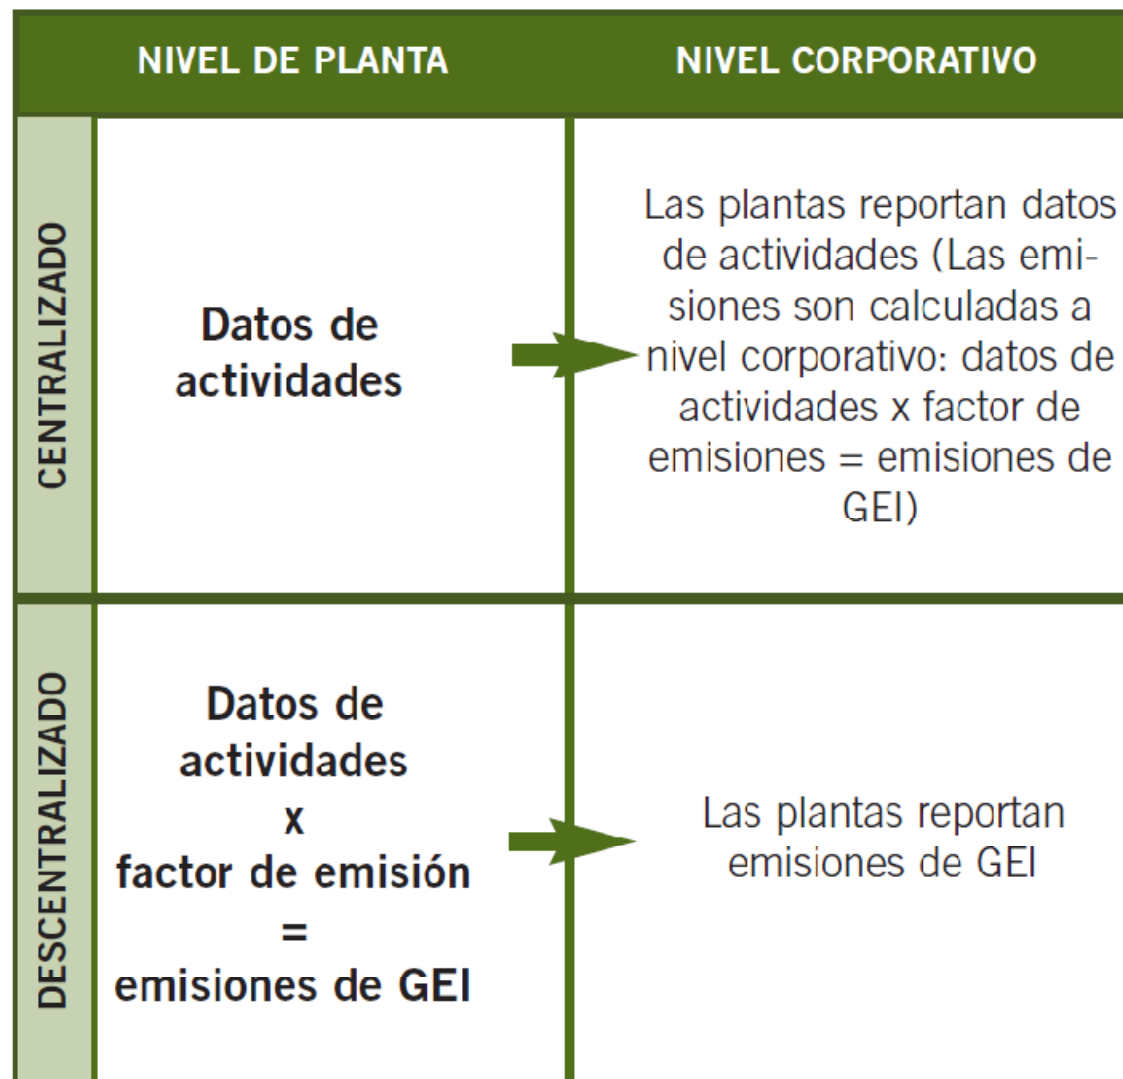 NIVEL DE PLANTA
NIVEL CORPORATIVO
CENTRALIZADO
Datos de
actividades
Las plantas reportan datos
de actividades (Las emi-
siones son calculadas a
nivel corporativo: datos de
actividades x factor de
emisiones = emisiones de
GEI)
DESCENTRALIZADO
Datos de
actividades
x
factor de emisión
=
emisiones de GEI
Las plantas reportan
emisiones de GEI